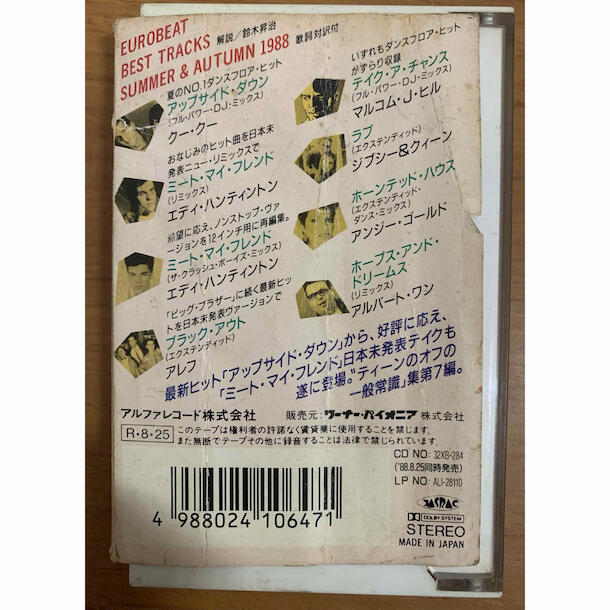 EUROBEAT
BEST TRACKS 解説／鈴木昇治
SUMMER & AUTUMN 1988 歌詞対訳付
夏のNO.1ダンスフロア・ヒット
アップサイド・ダウン
(フル・パワー・DJ・ミックス)
クー・クー
おなじみのヒット曲を日本未
発表ニュー・リミックスで
ミート・マイ・フレンド
(リミックス)
エディ・ハンティントン
希望に応え、ノンストップ・ヴァ
ージョンを12インチ用に再編集。
ミート・マイ・フレンド
(ザ・クラッシュ・ボーイズ・ミックス)
エディ・ハンティントン
「ビッグ・ブラザー」に続く最新ヒッ
トを日本未発表ヴァージョンで
ブラック・アウト
(エクステンディッド)
アレフ
いずれもダンスフロア・ヒット
かずらり収録
テイク・ア・チャンス
(フル・パワー・DJ・ミックス)
マルコム・J・ヒル
ラブ
(エクステンディッド)
ジプシー&クィーン
ホーンテッド・ハウス
(エクステンディッド・
ダンス・ミックス)
アンジー・ゴールド
ホープス・アンド・
ドリームス
(リミックス)
アルバート・ワン
最新ヒット「アップサイド・ダウン」から、好評に応え、
「ミート・マイ・フレンド」日本未発表テイクも
遂に登場。"ティーンのオフの
一般常識"集第7編。
アルファレコード株式会社 販売元：ワーナー・パイオニア 株式会社
R・8・25 このテープは権利者の許諾なく賃貸業に使用することを禁じます。
また無断でテープその他に録音することは法律で禁じられています。
CD NO: 32XB-284
('88.8.25同時発売)
LP NO: ALI-28110
4 988024 106471
JASRAC
DOLBY SYSTEM
STEREO
MADE IN JAPAN